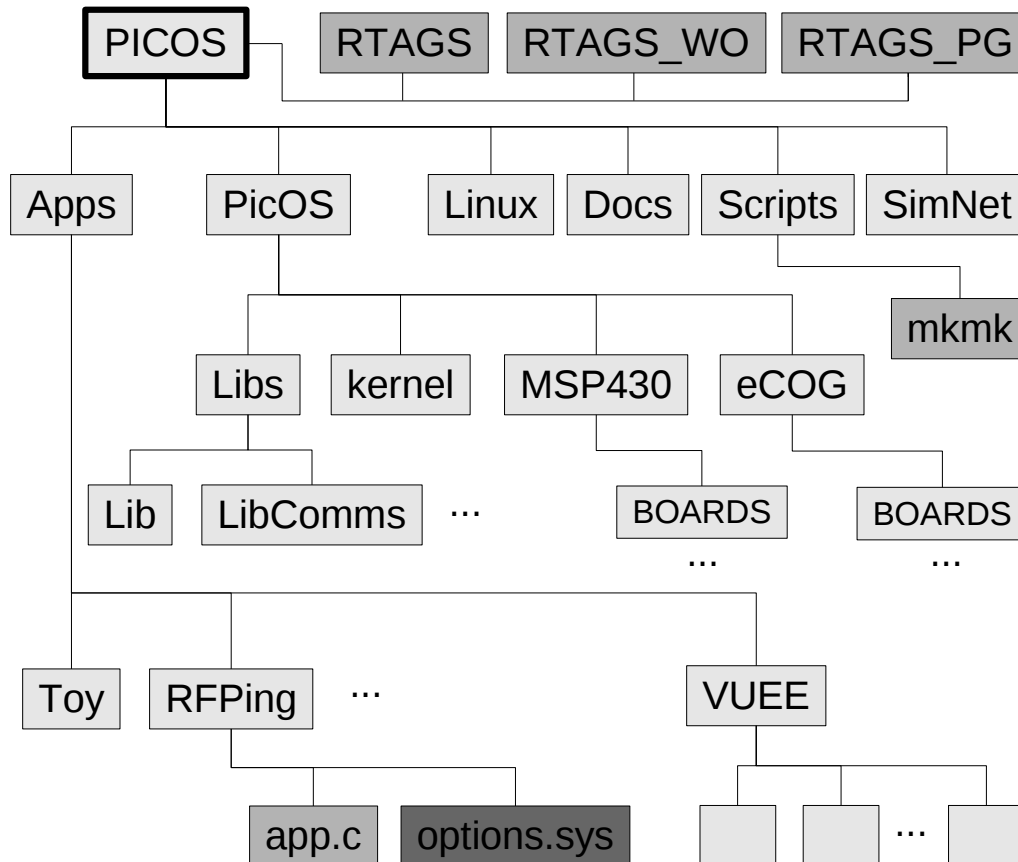 PICOS RTAGS RTAGS_WO RTAGS_PG
Apps PicOS Linux Docs Scripts SimNet
mkmk
Libs kernel MSP430 eCOG
Lib LibComms ... BOARDS BOARDS
... ...
Toy RFPing ... VUEE
app.c options.sys ...